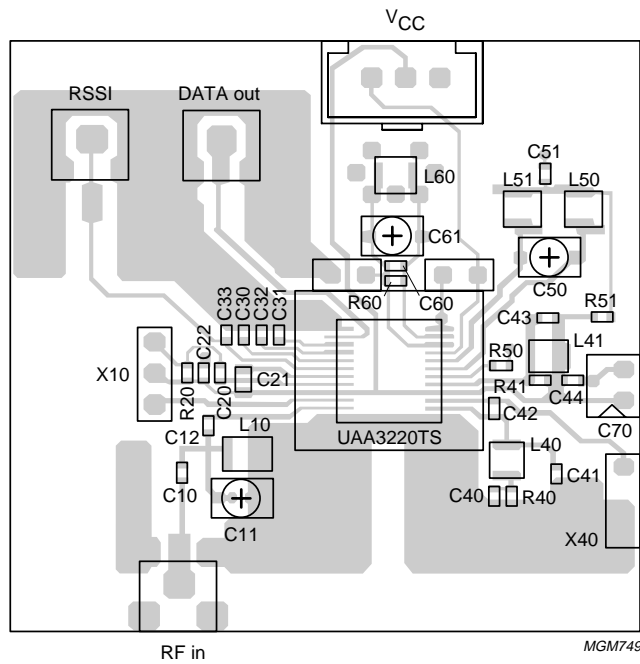 VCC
RSSI
DATA out
C51
L60
L51
L50
C61
C50
R60
C60
C33
C30
C32
C31
C43
R51
L41
C22
R50
X10
C21
R41
R20
C20
C44
C42
C70
L10
C12
UAA3220TS
L40
C10
C41
C40
R40
C11
X40
RF in
MGM749